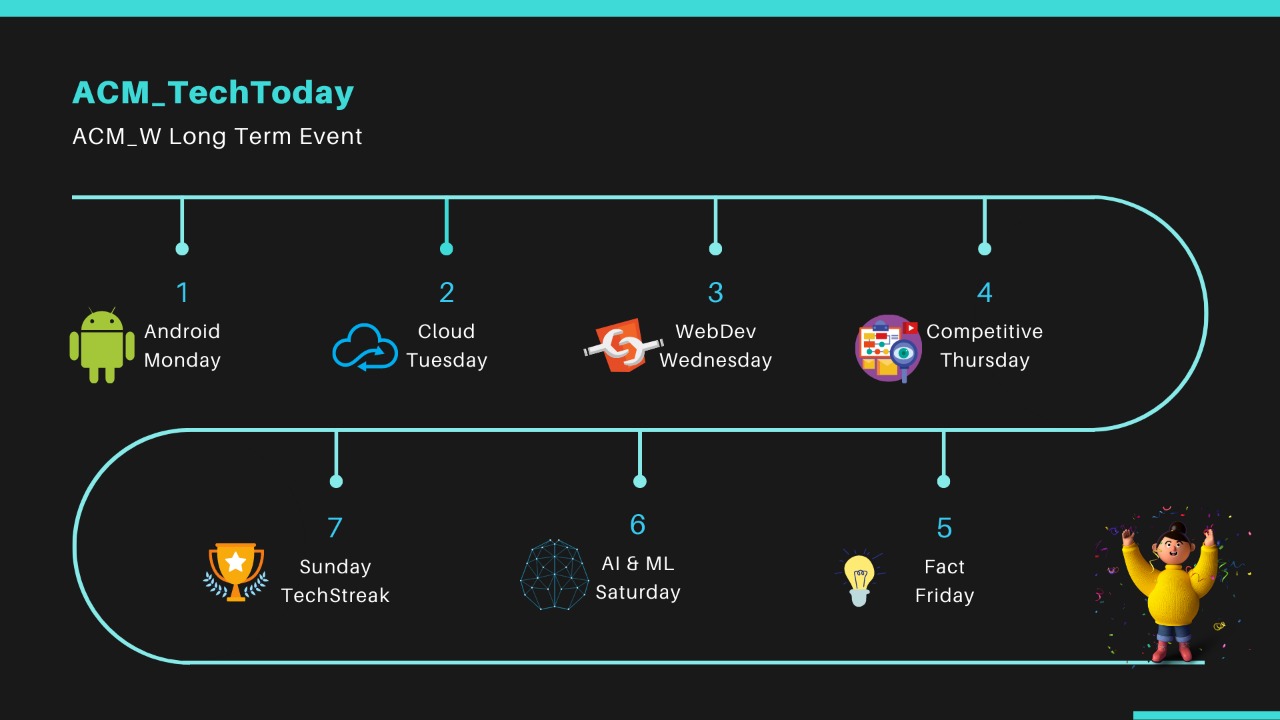 ACM_TechToday
ACM_W Long Term Event
1
Android
Monday
2
Cloud
Tuesday
3
WebDev
Wednesday
4
Competitive
Thursday
5
Fact
Friday
6
AI & ML
Saturday
7
Sunday
TechStreak